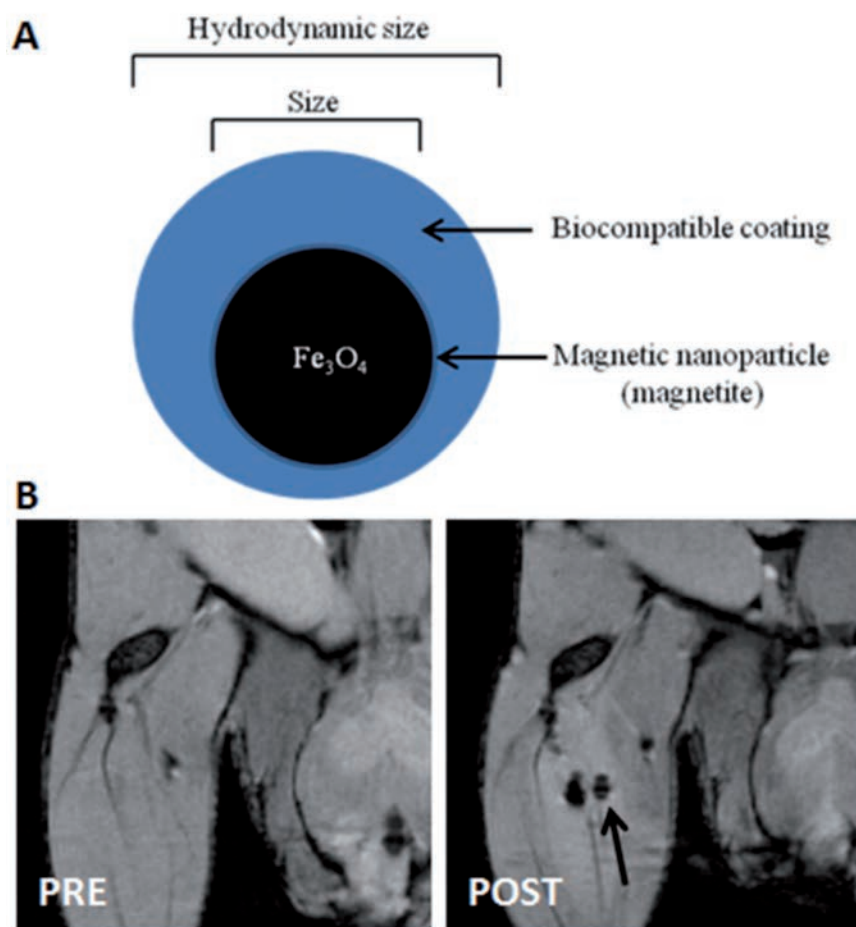 A
Hydrodynamic size
Size
Biocompatible coating
Fe₃O₄
Magnetic nanoparticle
(magnetite)
B
PRE
POST